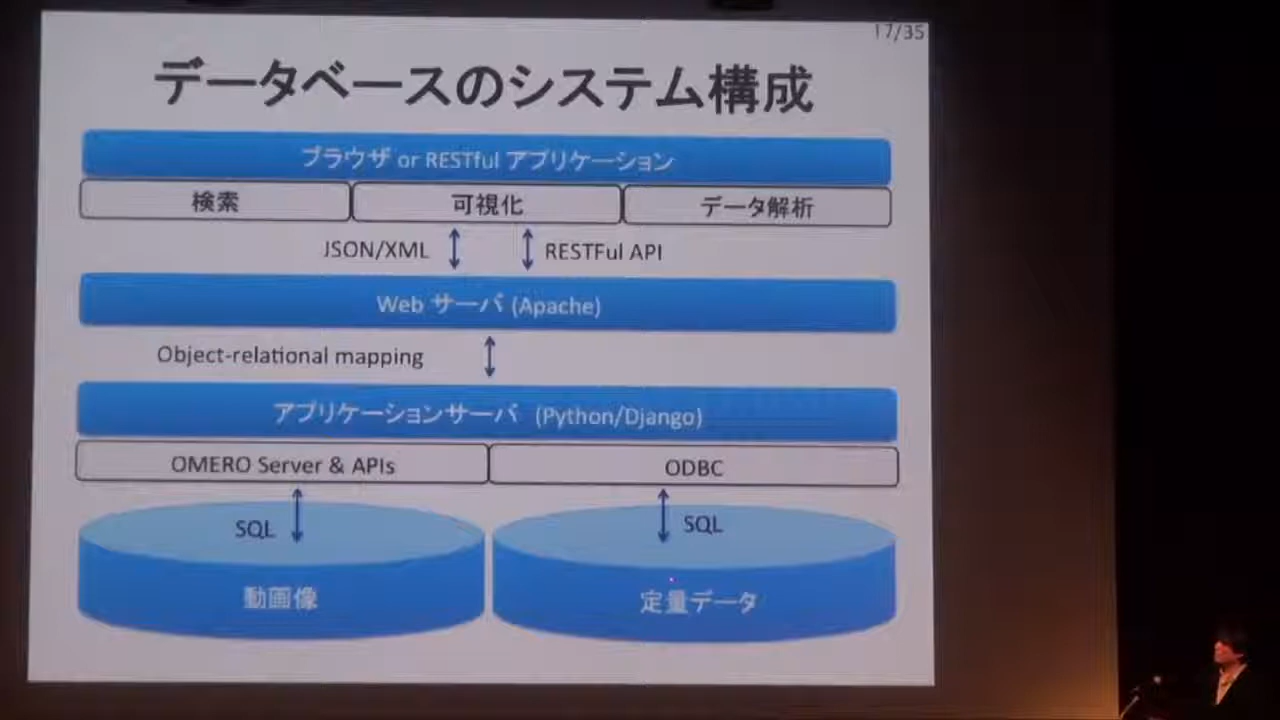 17/35
データベースのシステム構成
ブラウザ or RESTful アプリケーション
検索 可視化 データ解析
JSON/XML RESTFul API
Web サーバ (Apache)
Object-relational mapping
アプリケーションサーバ (Python/Django)
OMERO Server & APIs ODBC
SQL SQL
動画像 定量データ